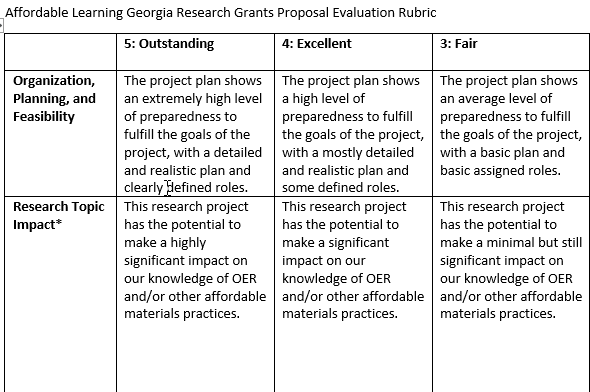 Affordable Learning Georgia Research Grants Proposal Evaluation Rubric
5: Outstanding
4: Excellent
3: Fair
Organization,
Planning, and
Feasibility
The project plan shows
an extremely high level
of preparedness to
fulfill the goals of the
project, with a detailed
and realistic plan and
clearly defined roles.
The project plan shows
a high level of
preparedness to fulfill
the goals of the project,
with a mostly detailed
and realistic plan and
some defined roles.
The project plan shows
an average level of
preparedness to fulfill
the goals of the project,
with a basic plan and
basic assigned roles.
Research Topic
Impact*
This research project
has the potential to
make a highly
significant impact on
our knowledge of OER
and/or other affordable
materials practices.
This research project
has the potential to
make a significant
impact on our
knowledge of OER
and/or other affordable
materials practices.
This research project
has the potential to
make a minimal but still
significant impact on
our knowledge of OER
and/or other affordable
materials practices.